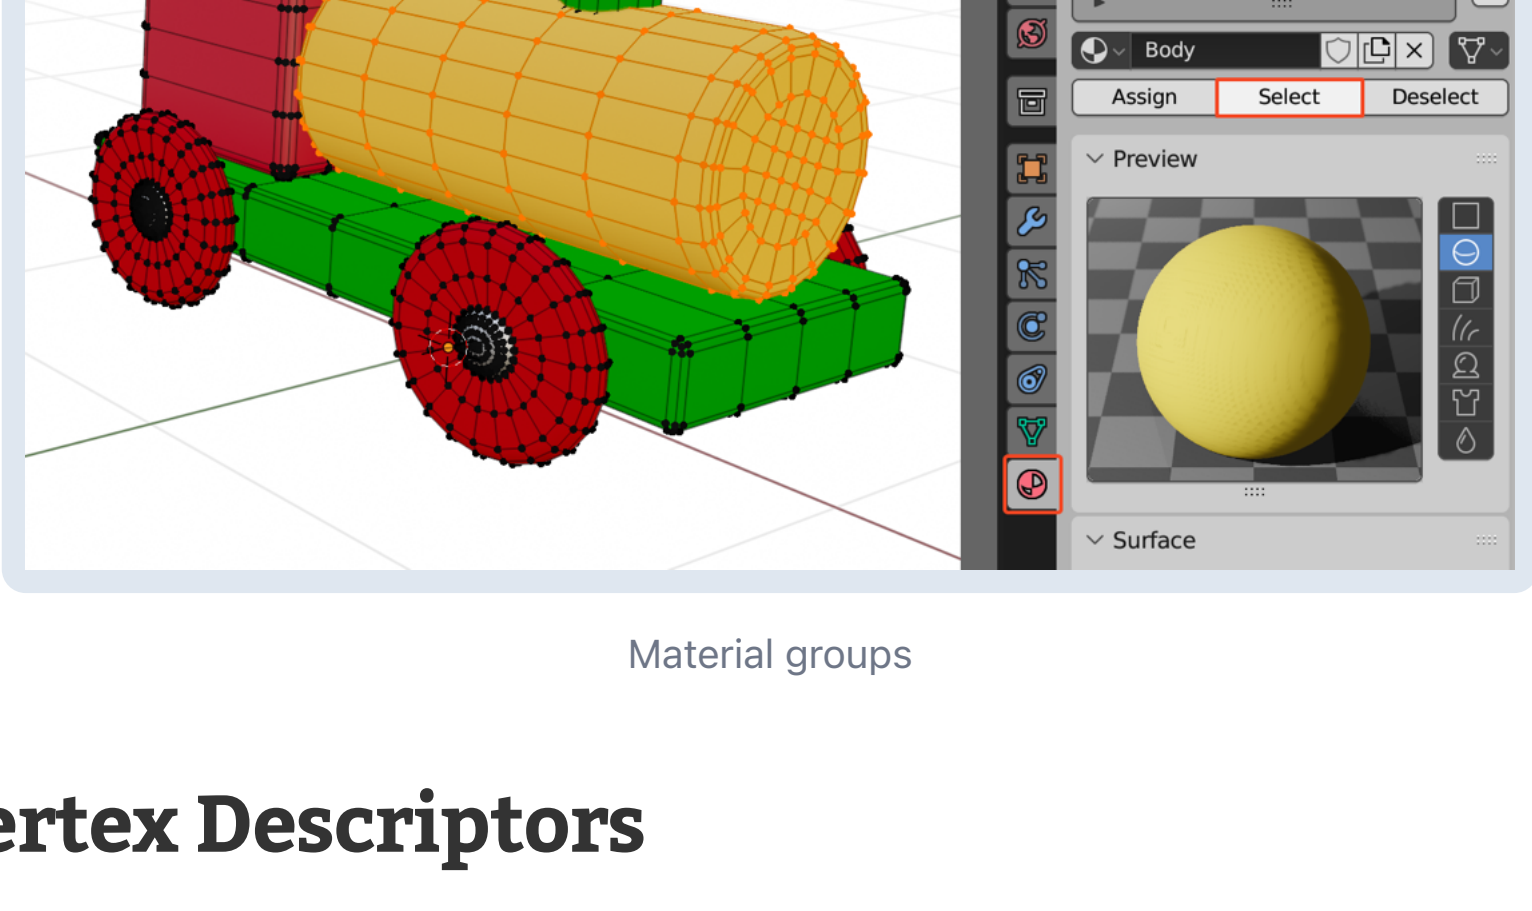 Body
Assign Select Deselect
Preview
Surface
Material groups
ertex Descriptors